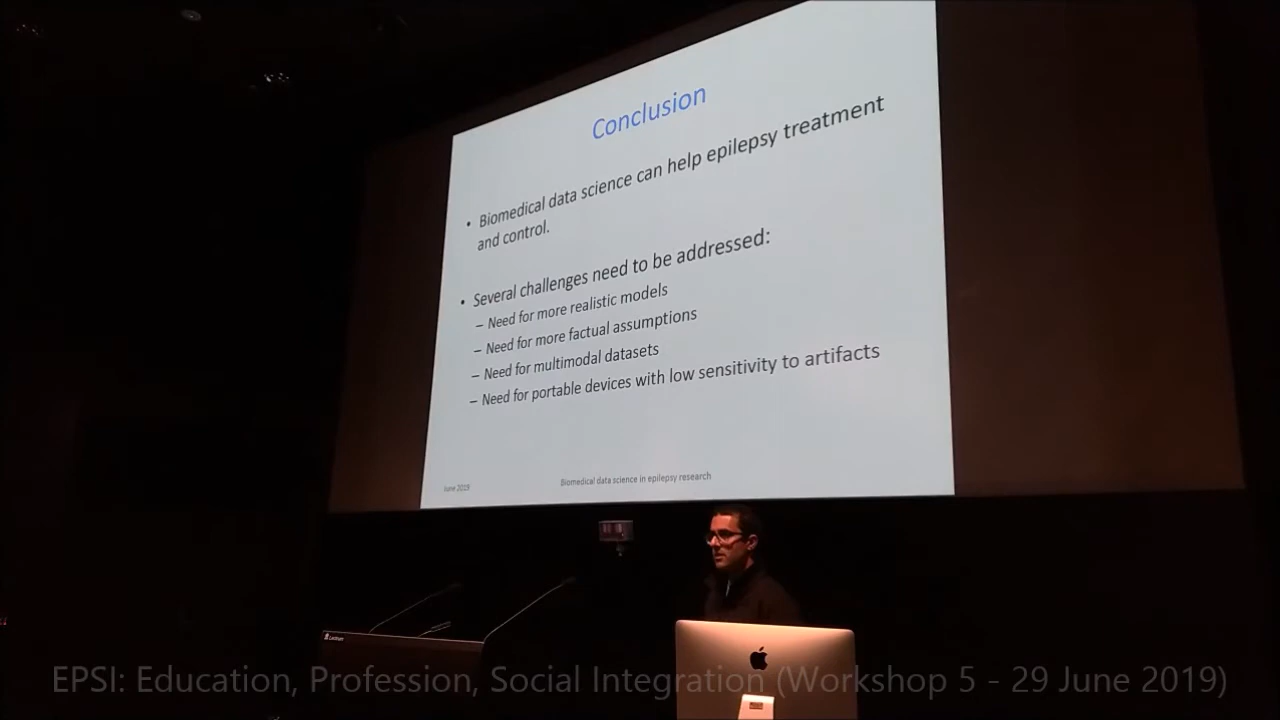 Conclusion
• Biomedical data science can help epilepsy treatment
and control.
• Several challenges need to be addressed:
– Need for more realistic models
– Need for more factual assumptions
– Need for multimodal datasets
– Need for portable devices with low sensitivity to artifacts
June 2019
Biomedical data science in epilepsy research
EPSI: Education, Profession, Social Integration (Workshop 5 - 29 June 2019)